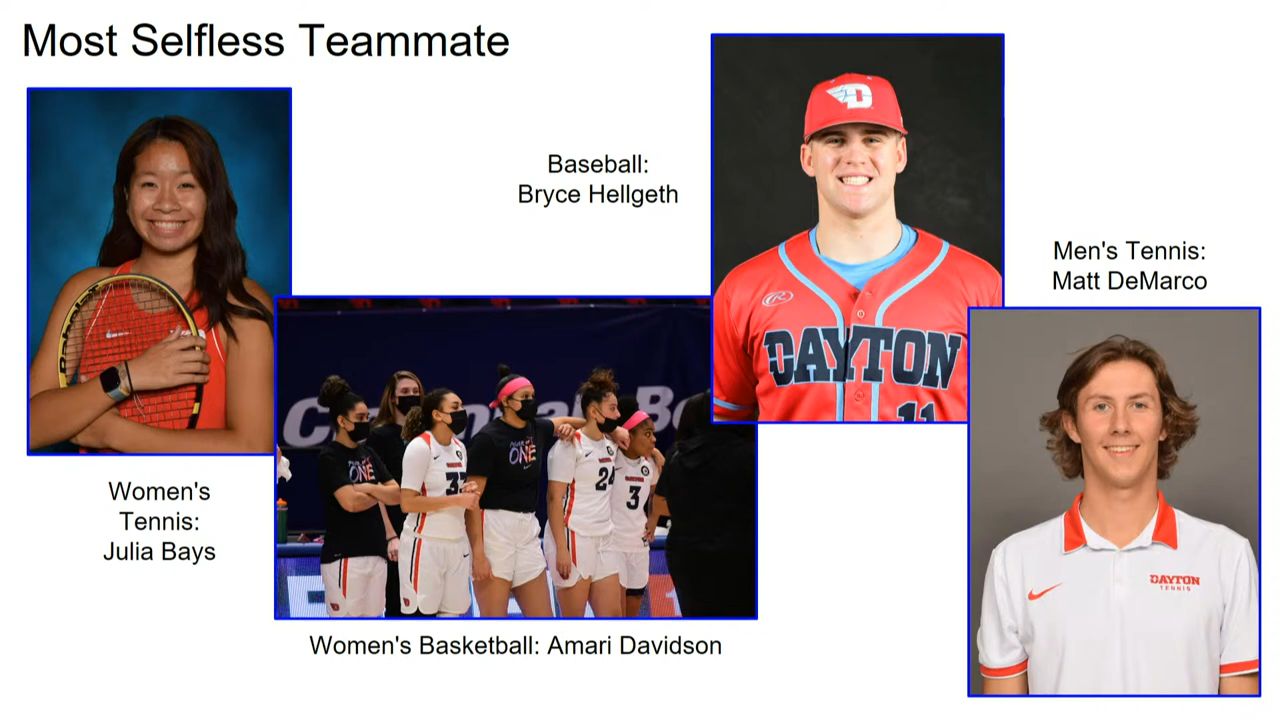 Most Selfless Teammate
Baseball:
Bryce Hellgeth
Men's Tennis:
Matt DeMarco
Women's
Tennis:
Julia Bays
Women's Basketball: Amari Davidson
D
DAYTON
11
ONE
33
ONE
24
3
DAYTON
TENNIS